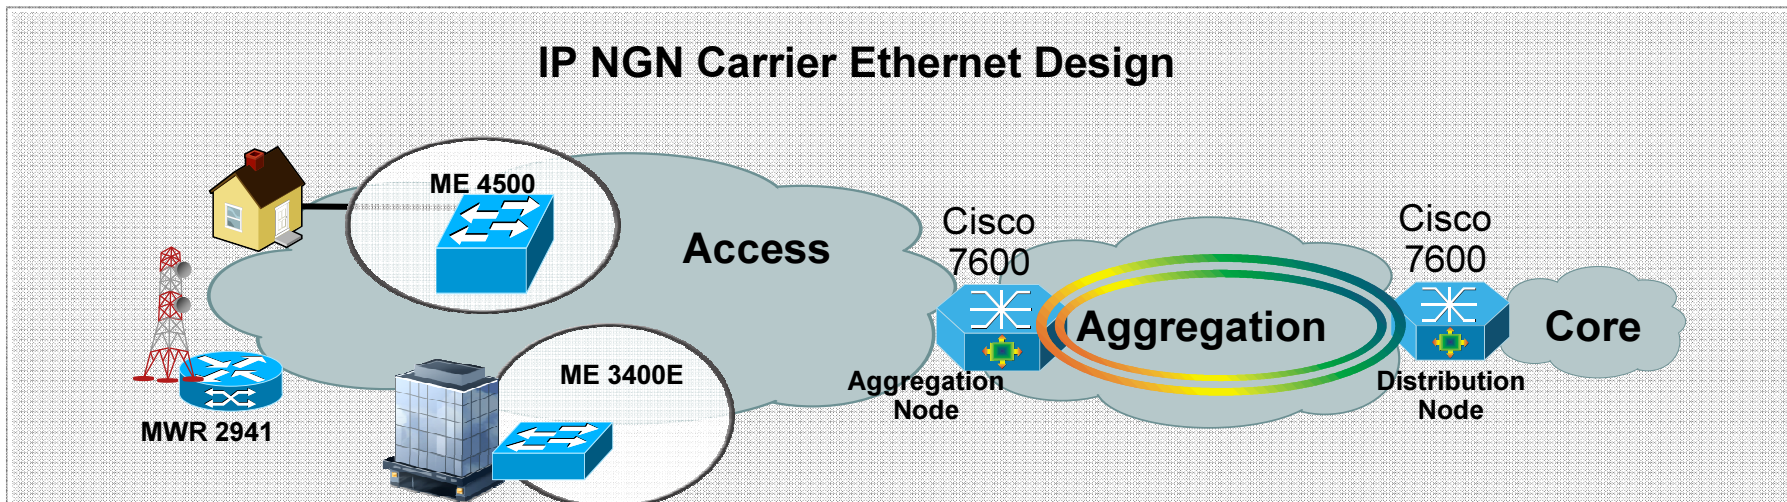 IP NGN Carrier Ethernet Design
ME 4500
Access
Cisco
7600
Cisco
7600
Aggregation
Core
ME 3400E
Aggregation
Node
Distribution
Node
MWR 2941